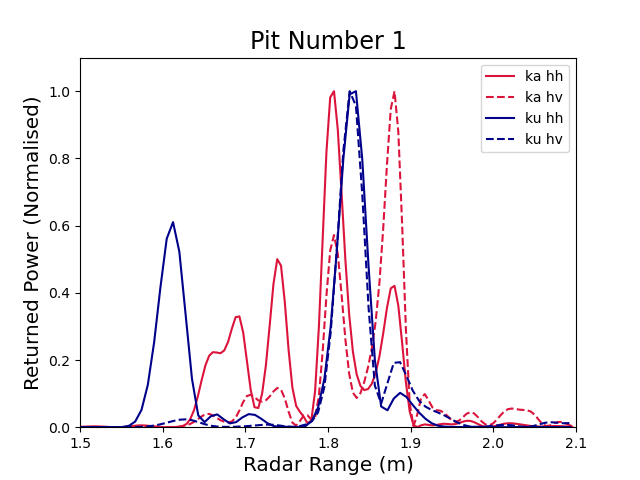 Pit Number 1
ka hh
ka hv
ku hh
ku hv
Returned Power (Normalised)
1.0
0.8
0.6
0.4
0.2
0.0
1.5 1.6 1.7 1.8 1.9 2.0 2.1
Radar Range (m)